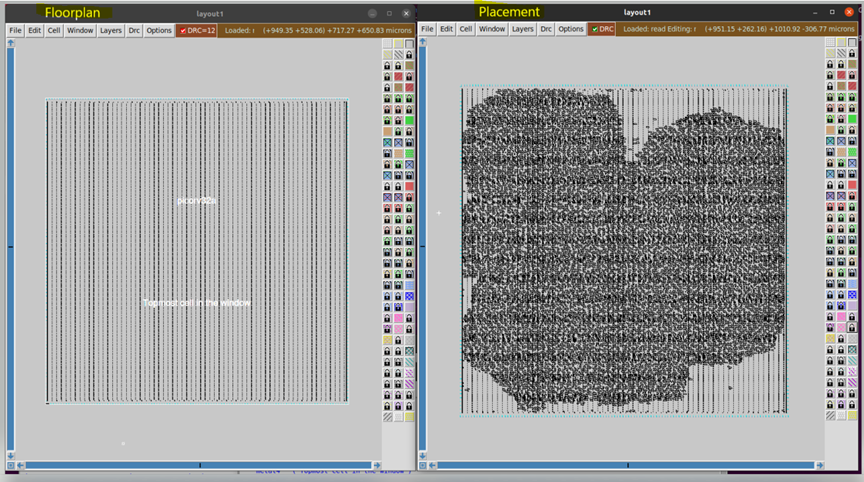 Floorplan
layout1
File Edit Cell Window Layers Drc Options DRC=12 Loaded: (+949.35 +528.06) +717.27 +650.83 microns
picorv32a
Topmost cell in the window
Placement
layout1
File Edit Cell Window Layers Drc Options DRC Loaded: read Editing: (+951.15 +262.16) +1010.92 -306.77 microns